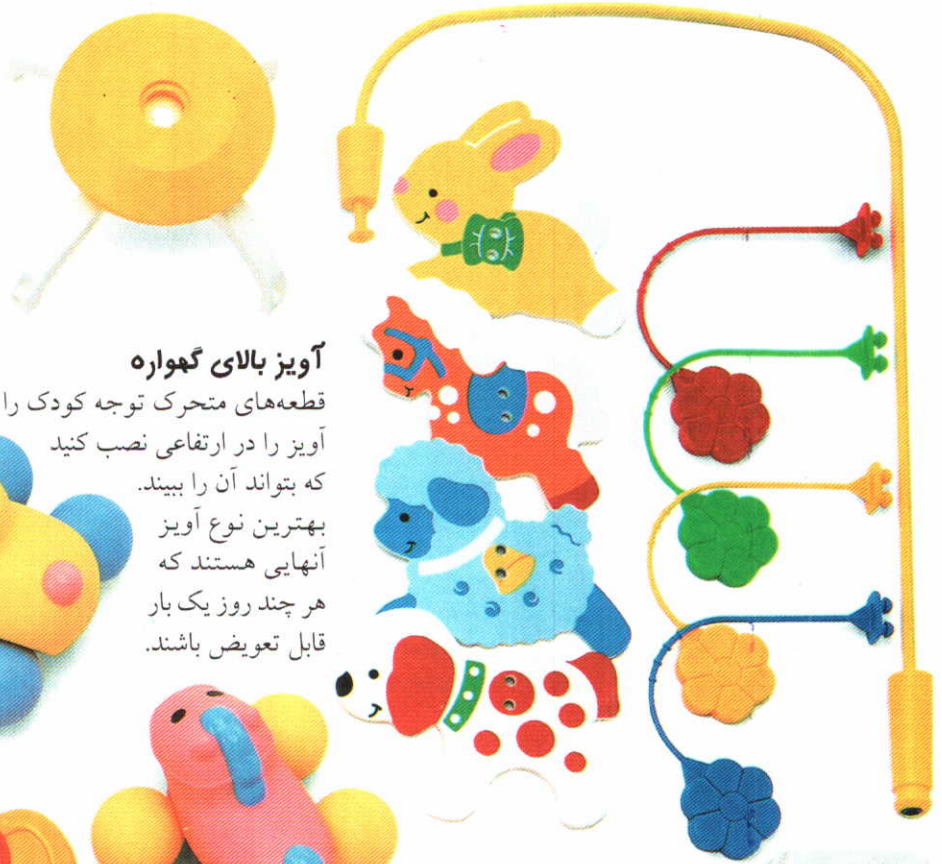 آویز بالای گهواره
قطعه‌های متحرک توجه کودک را
آویز را در ارتفاعی نصب کنید
که بتواند آن را ببیند.
بهترین نوع آویز
آنهایی هستند که
هر چند روز یک بار
قابل تعویض باشند.